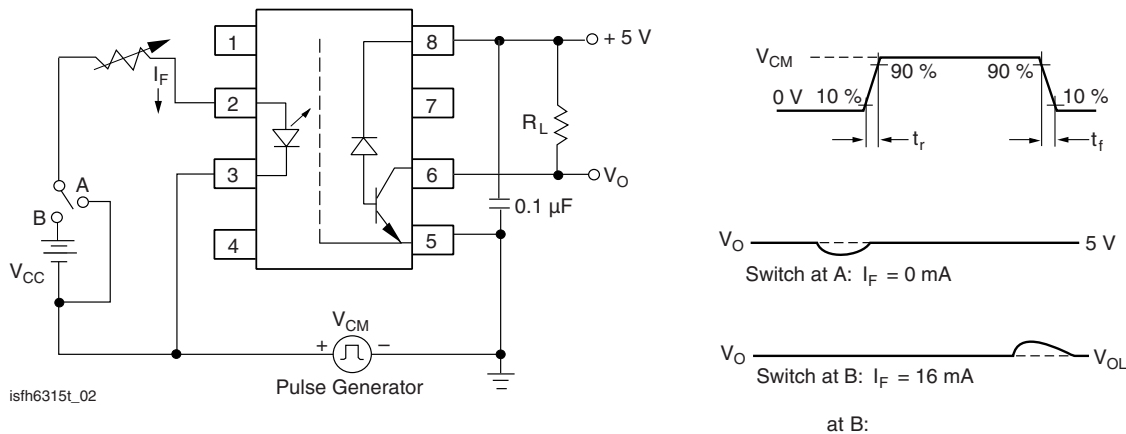 1
2
3
4
8
7
6
5
I_F
A
B
V_CC
+ 5 V
R_L
V_O
0.1 µF
V_CM
+
−
Pulse Generator
isfh6315t_02
V_CM
0 V
10 %
90 %
90 %
10 %
t_r
t_f
V_O
5 V
Switch at A: I_F = 0 mA
V_O
V_OL
Switch at B: I_F = 16 mA
at B: